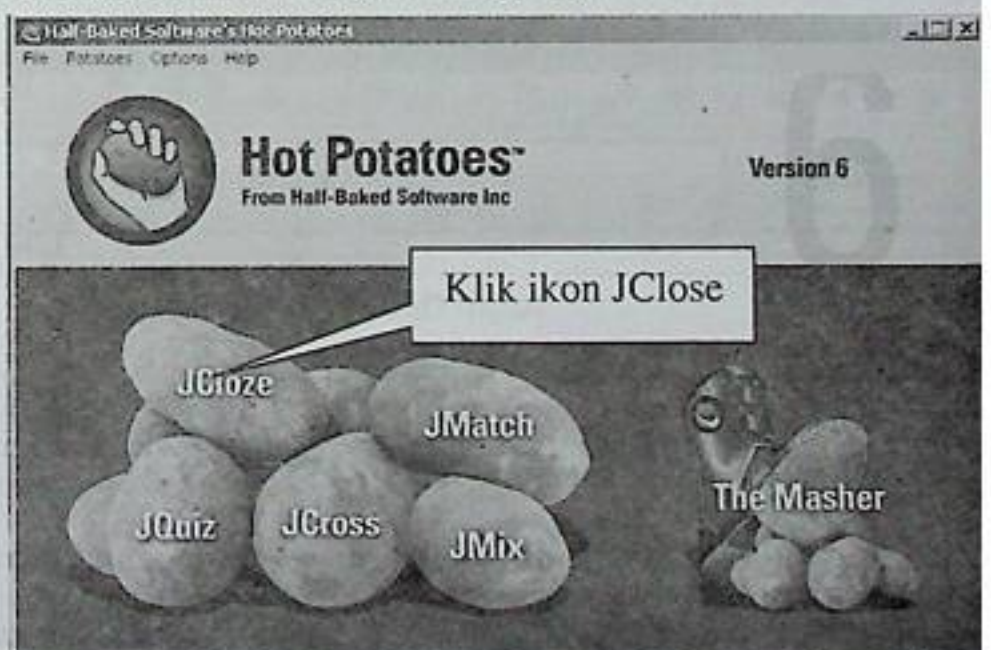 Half-Baked Software's Hot Potatoes
File Potatoes Options Help
6
Hot Potatoes™
From Half-Baked Software Inc
Version 6
Klik ikon JClose
JCloze
JMatch
The Masher
JQuiz
JCross
JMix